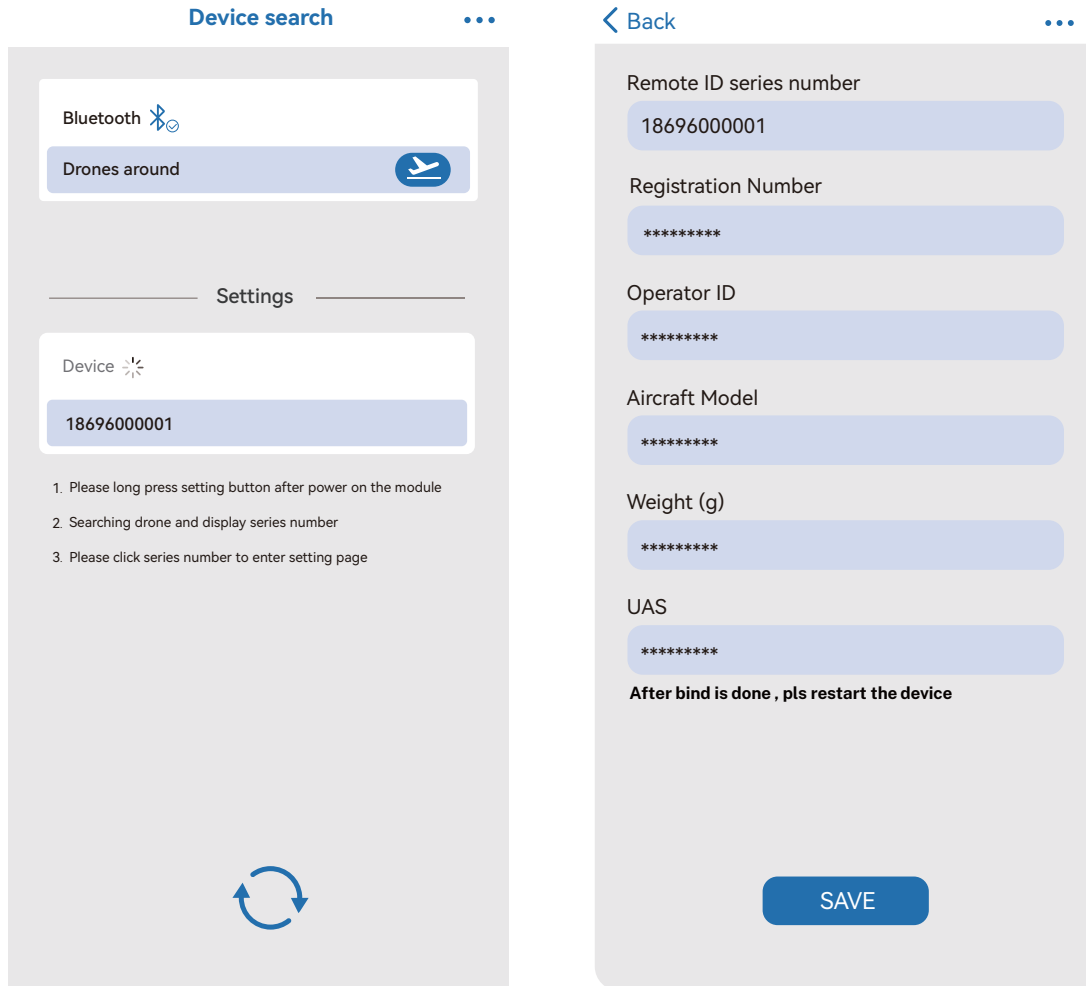 Device search
Bluetooth
Drones around
Settings
Device
18696000001
1. Please long press setting button after power on the module
2. Searching drone and display series number
3. Please click series number to enter setting page
Back
Remote ID series number
18696000001
Registration Number
*********
Operator ID
*********
Aircraft Model
*********
Weight (g)
*********
UAS
*********
After bind is done , pls restart the device
SAVE